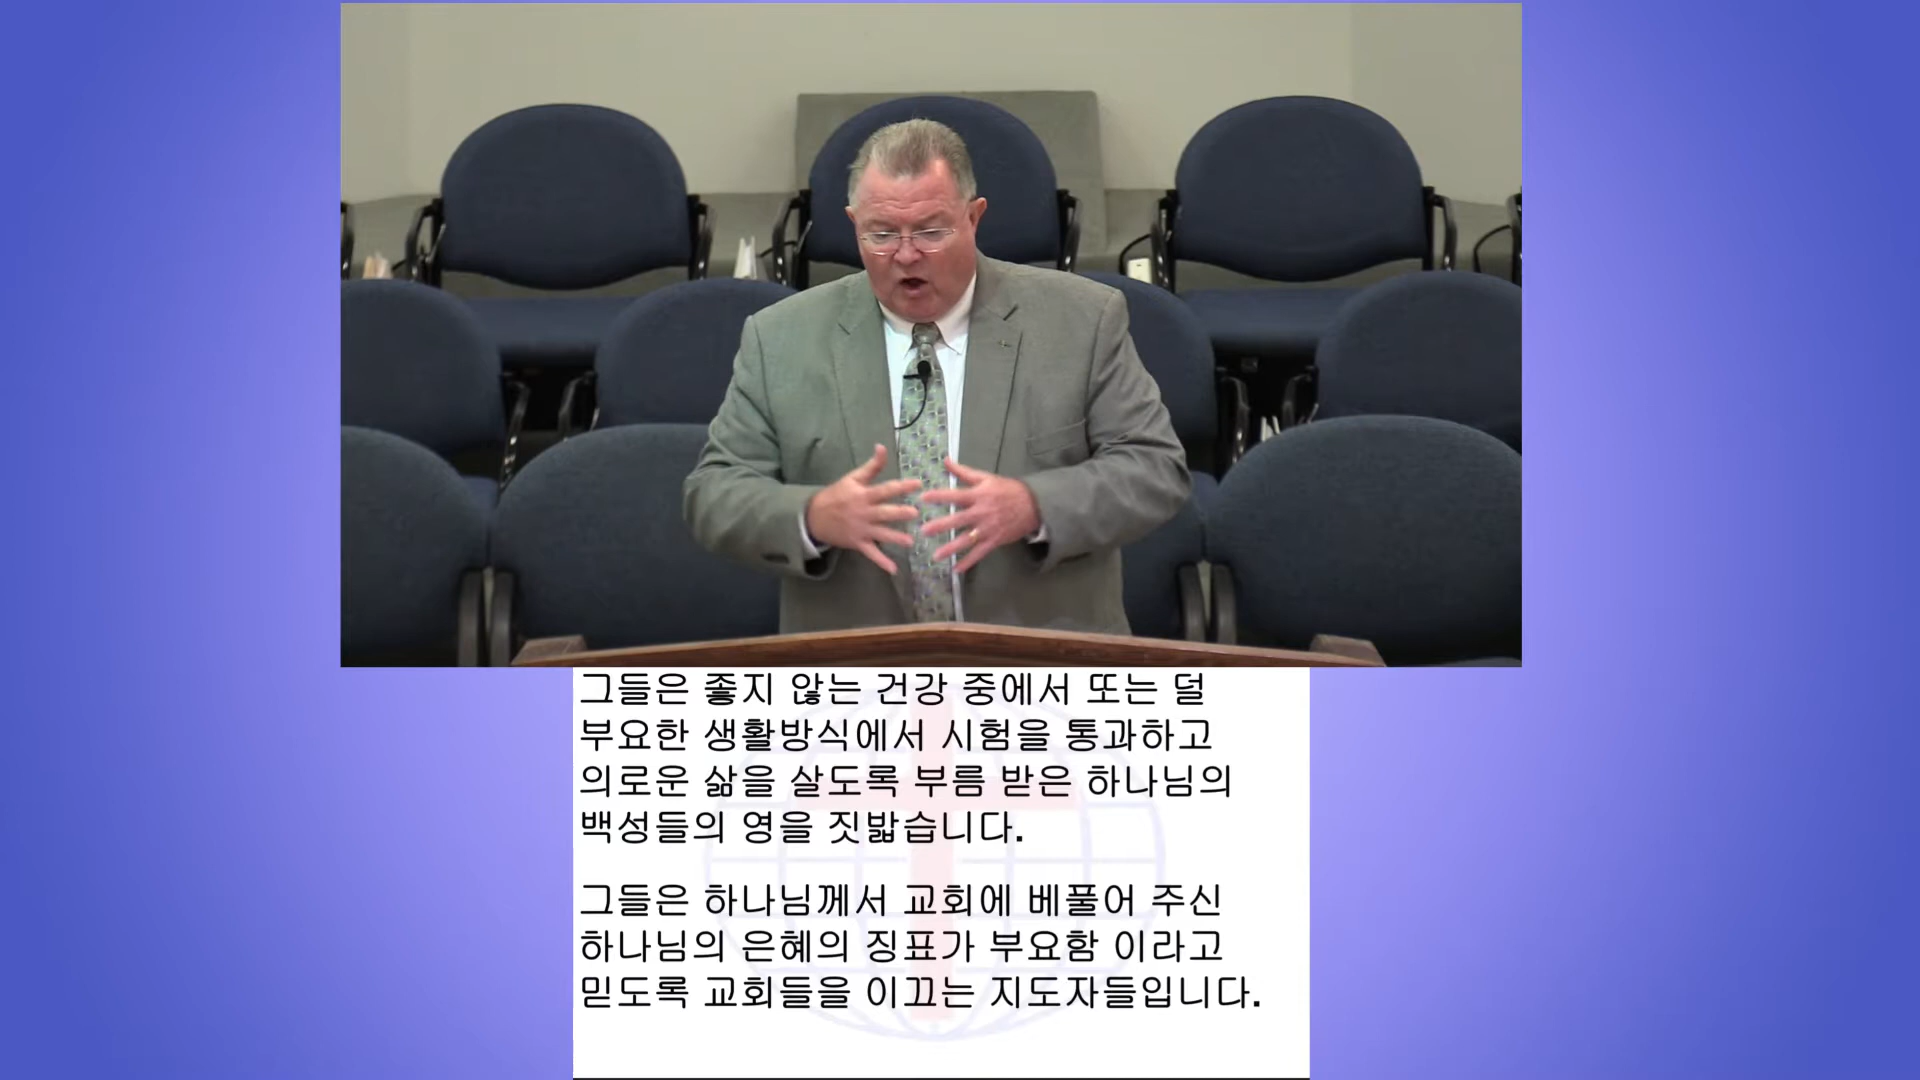 그들은 좋지 않는 건강 중에서 또는 덜
부요한 생활방식에서 시험을 통과하고
의로운 삶을 살도록 부름 받은 하나님의
백성들의 영을 짓밟습니다.
그들은 하나님께서 교회에 베풀어 주신
하나님의 은혜의 징표가 부요함 이라고
믿도록 교회들을 이끄는 지도자들입니다.